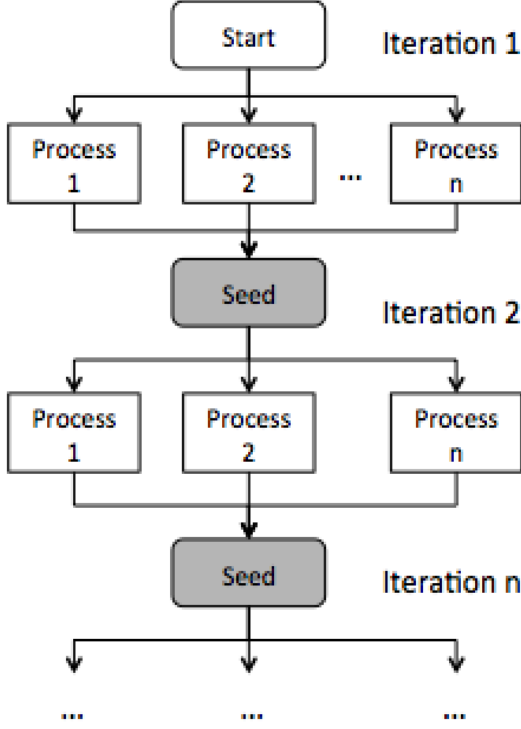 Start
Iteration 1
Process
1
Process
2
...
Process
n
Seed
Iteration 2
Process
1
Process
2
Process
n
Seed
Iteration n
...
...
...